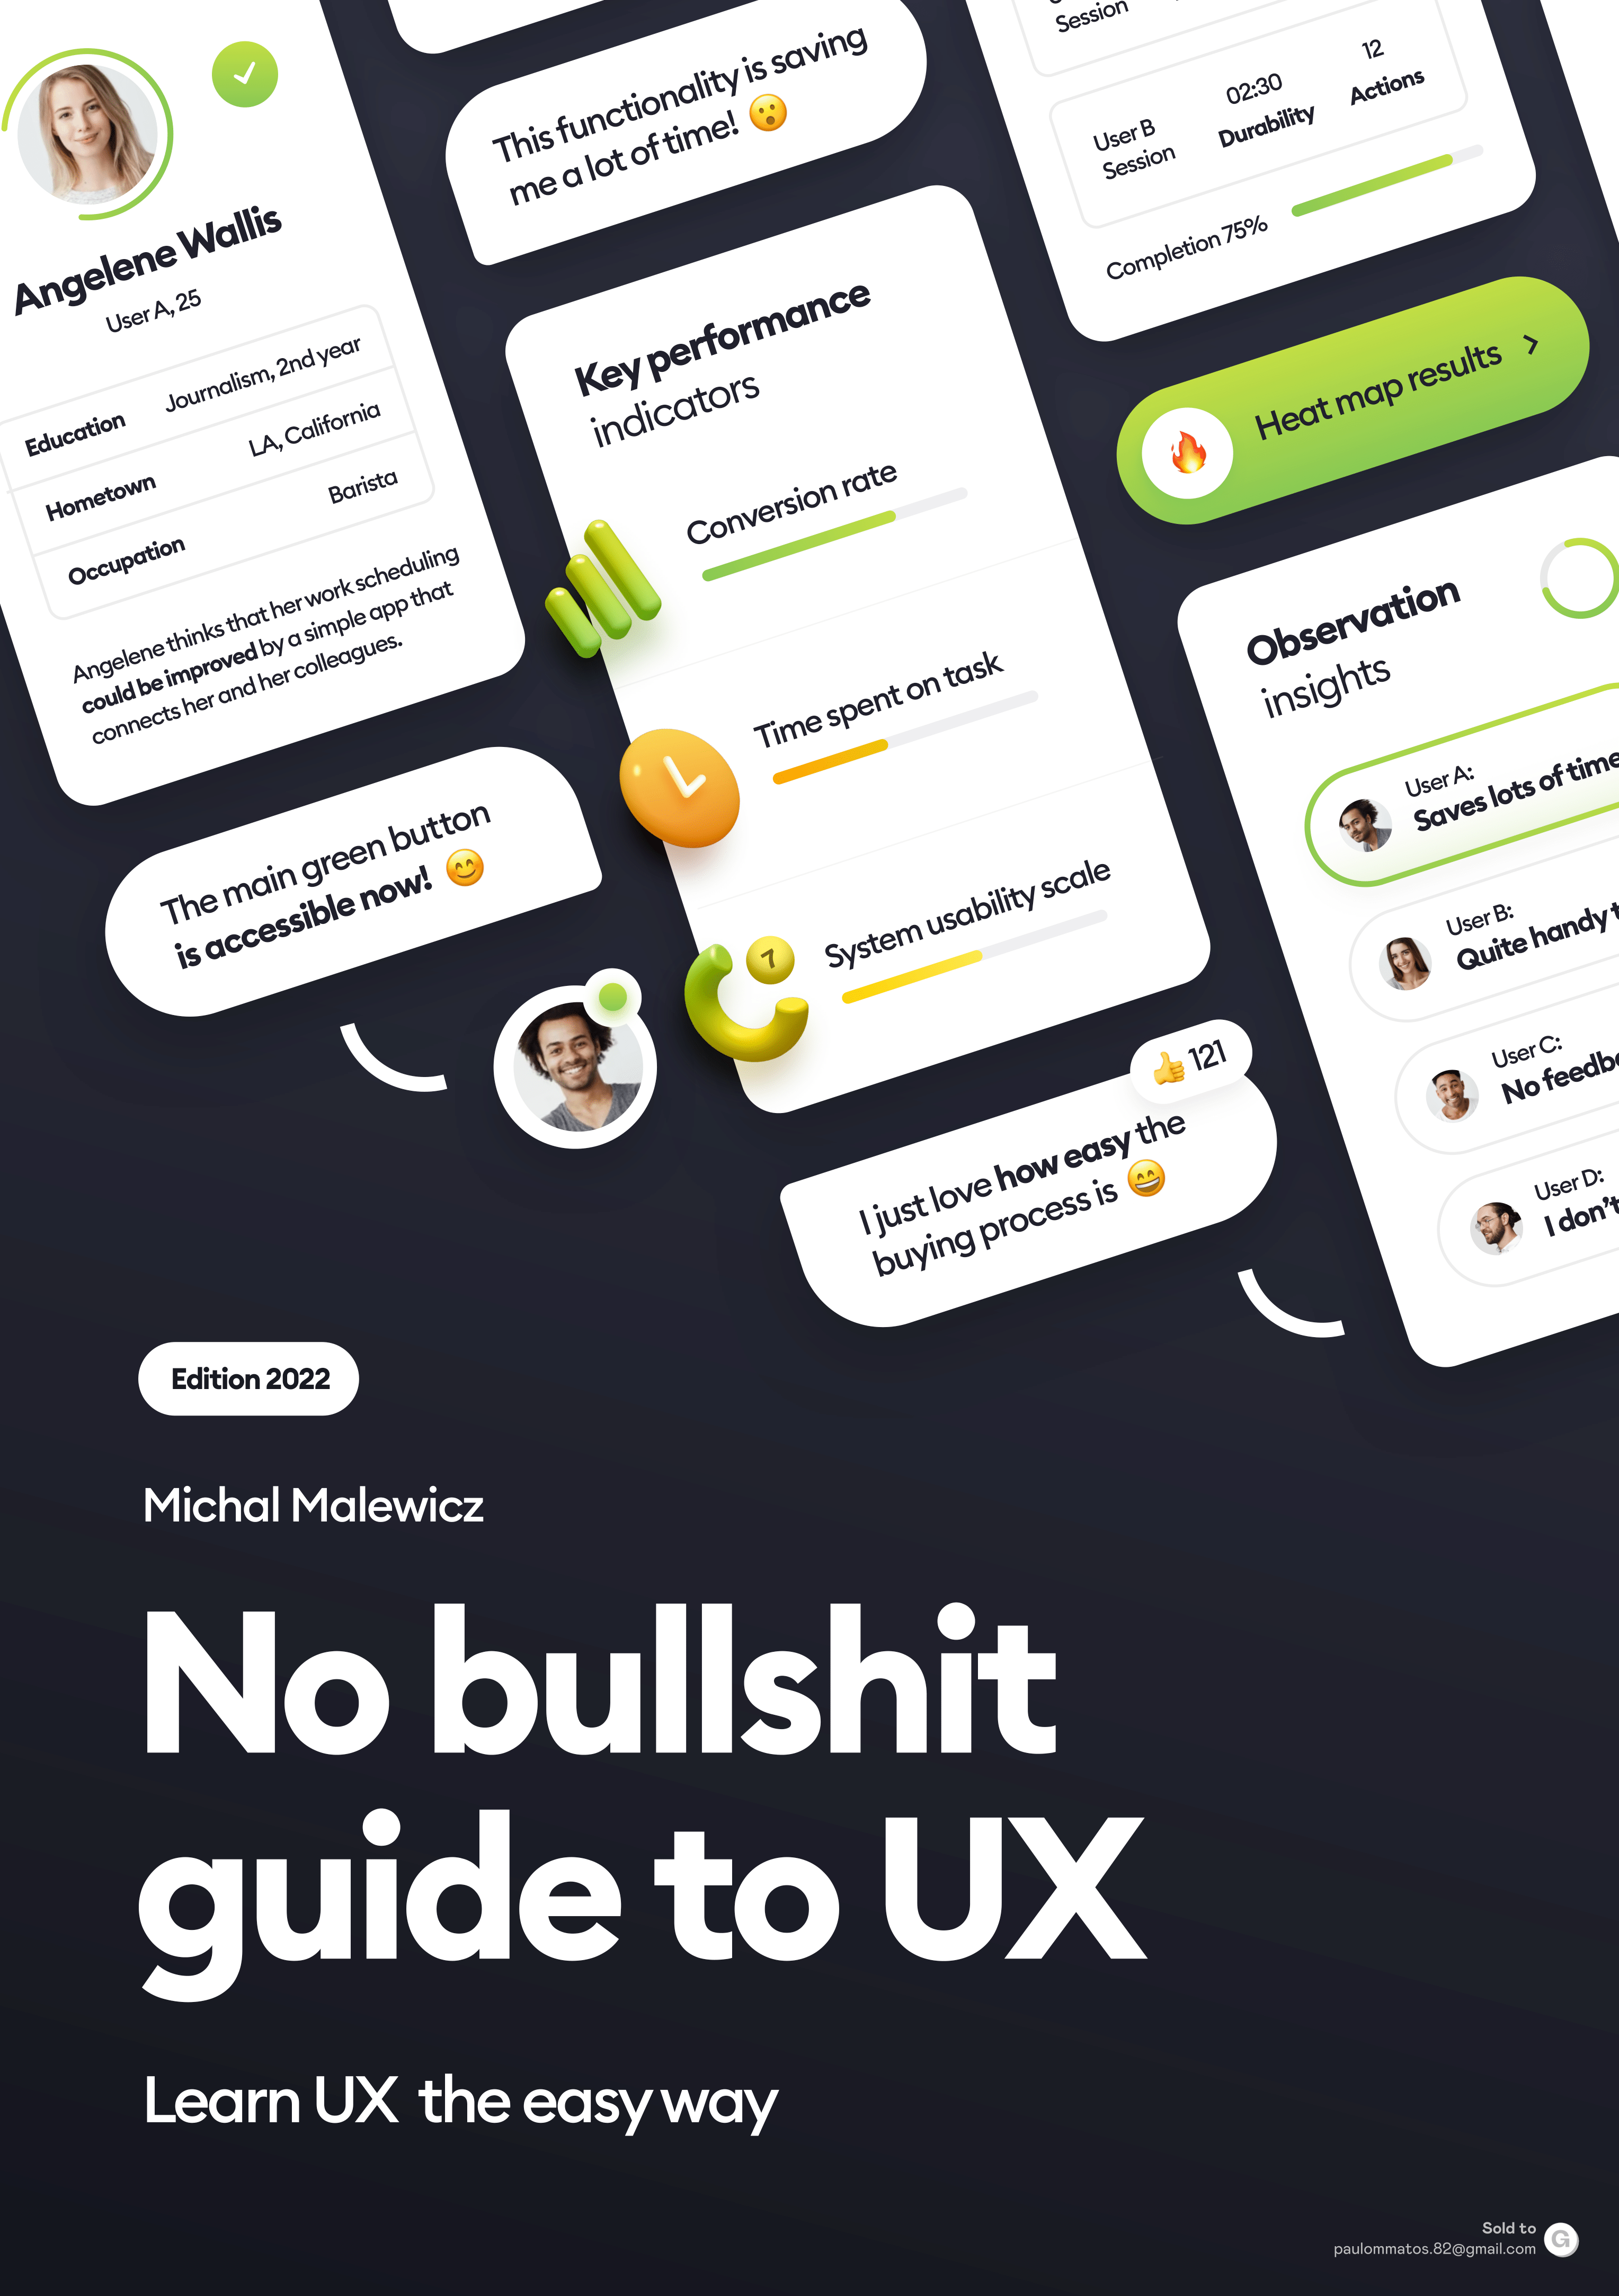 Angelene Wallis
User A, 25
Education
Journalism, 2nd year
Hometown
LA, California
Occupation
Barista
Angelene thinks that her work scheduling
could be improved by a simple app that
connects her and her colleagues.
This functionality is saving
me a lot of time! 😮
Session
User B
Session
02:30
Durability
12
Actions
Completion 75%
Key performance
indicators
Conversion rate
Time spent on task
7
System usability scale
Heat map results
Observation
insights
User A:
Saves lots of time
User B:
Quite handy
User C:
No
User D:
I don't
The main green button
is accessible now! 😊
👍 121
I just love how easy the
buying process is 😄
Edition 2022
Michal Malewicz
No bullshit
guide to UX
Learn UX the easy way
Sold to
paulommatos.82@gmail.com
G